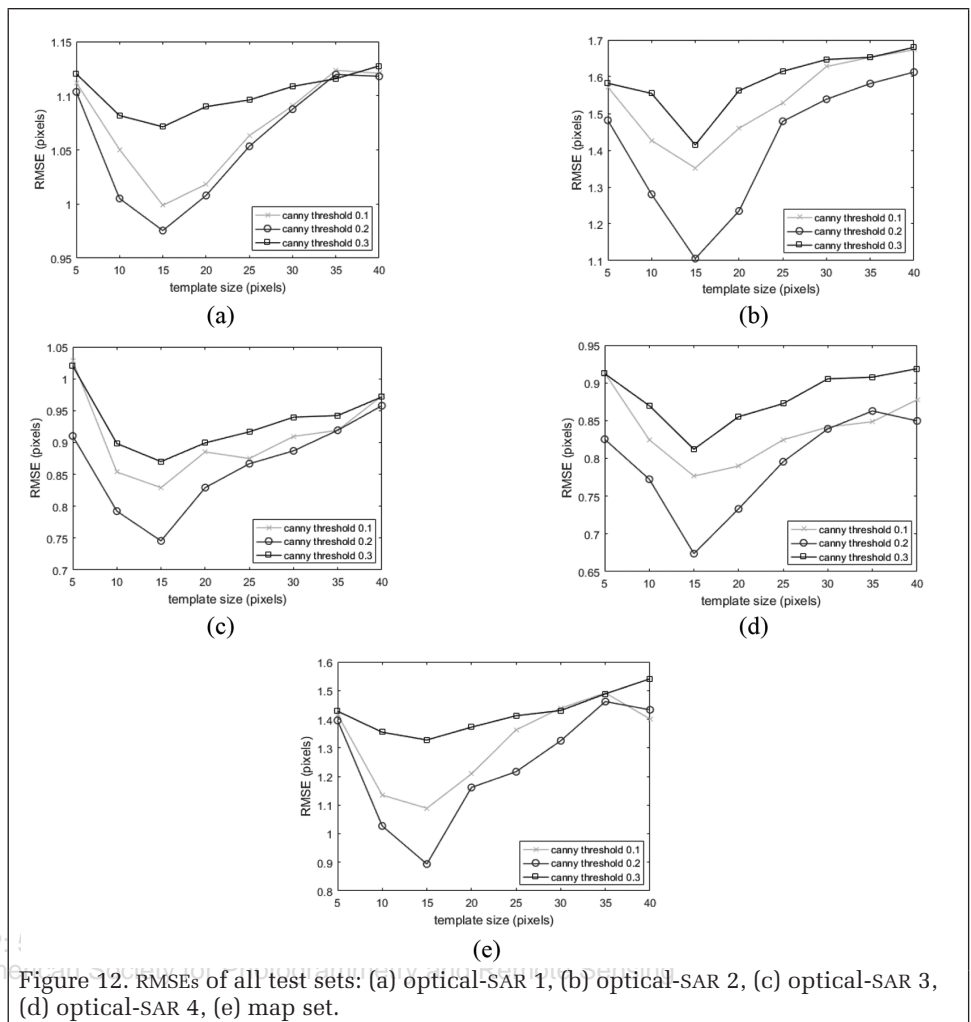 1.15
1.1
1.05
1
0.95
RMSE (pixels)
canny threshold 0.1
canny threshold 0.2
canny threshold 0.3
5 10 15 20 25 30 35 40
template size (pixels)
(a)
1.7
1.6
1.5
1.4
1.3
1.2
1.1
RMSE (pixels)
canny threshold 0.1
canny threshold 0.2
canny threshold 0.3
5 10 15 20 25 30 35 40
template size (pixels)
(b)
1.05
1
0.95
0.9
0.85
0.8
0.75
0.7
RMSE (pixels)
canny threshold 0.1
canny threshold 0.2
canny threshold 0.3
5 10 15 20 25 30 35 40
template size (pixels)
(c)
0.95
0.9
0.85
0.8
0.75
0.7
0.65
RMSE (pixels)
canny threshold 0.1
canny threshold 0.2
canny threshold 0.3
5 10 15 20 25 30 35 40
template size (pixels)
(d)
1.6
1.5
1.4
1.3
1.2
1.1
1
0.9
0.8
RMSE (pixels)
canny threshold 0.1
canny threshold 0.2
canny threshold 0.3
5 10 15 20 25 30 35 40
template size (pixels)
(e)
Society for Photogrammetry and Remote Sensing
Figure 12. RMSEs of all test sets: (a) optical-SAR 1, (b) optical-SAR 2, (c) optical-SAR 3,
(d) optical-SAR 4, (e) map set.